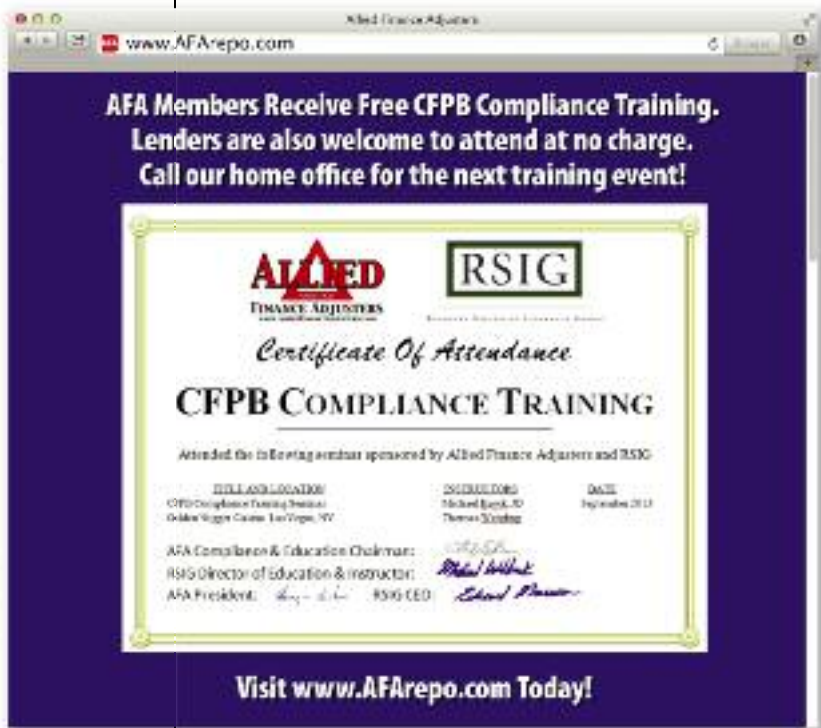 Allied Finance Adjusters
www.AFArepo.com
AFA Members Receive Free CFPB Compliance Training.
Lenders are also welcome to attend at no charge.
Call our home office for the next training event!
ALLIED
FINANCE ADJUSTERS
RSIG
Certificate Of Attendance
CFPB COMPLIANCE TRAINING
Attended the following seminar sponsored by Allied Finance Adjusters and RSIG
TITLE AND LOCATION INSTRUCTORS DATE
CFPB Compliance Training Seminar Michael JD September 2013
Golden Nugget Casino Las Vegas, NV Thomas
AFA Compliance & Education Chairman:
RSIG Director of Education & Instructor:
AFA President: RSIG CEO:
Visit www.AFArepo.com Today!